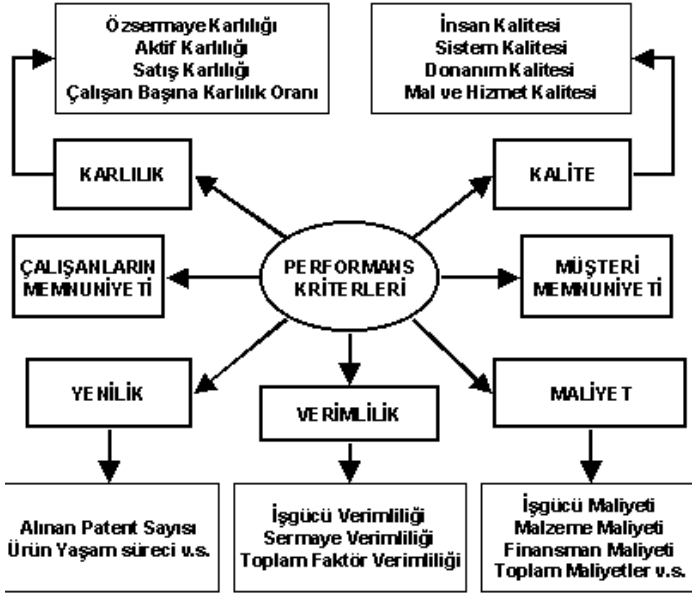 Özsermaye Karlılığı
Aktif Karlılığı
Satış Karlılığı
Çalışan Başına Karlılık Oranı
İnsan Kalitesi
Sistem Kalitesi
Donanım Kalitesi
Mal ve Hizmet Kalitesi
KARLILIK
KALİTE
ÇALIŞANLARIN
MEMNUNİYETİ
PERFORMANS
KRİTERLERİ
MÜŞTERİ
MEMNUNİYETİ
YENİLİK
VERİMLİLİK
MALİYET
Alınan Patent Sayısı
Ürün Yaşam süreci v.s.
İşgücü Verimliliği
Sermaye Verimliliği
Toplam Faktör Verimliliği
İşgücü Maliyeti
Malzeme Maliyeti
Finansman Maliyeti
Toplam Maliyetler v.s.